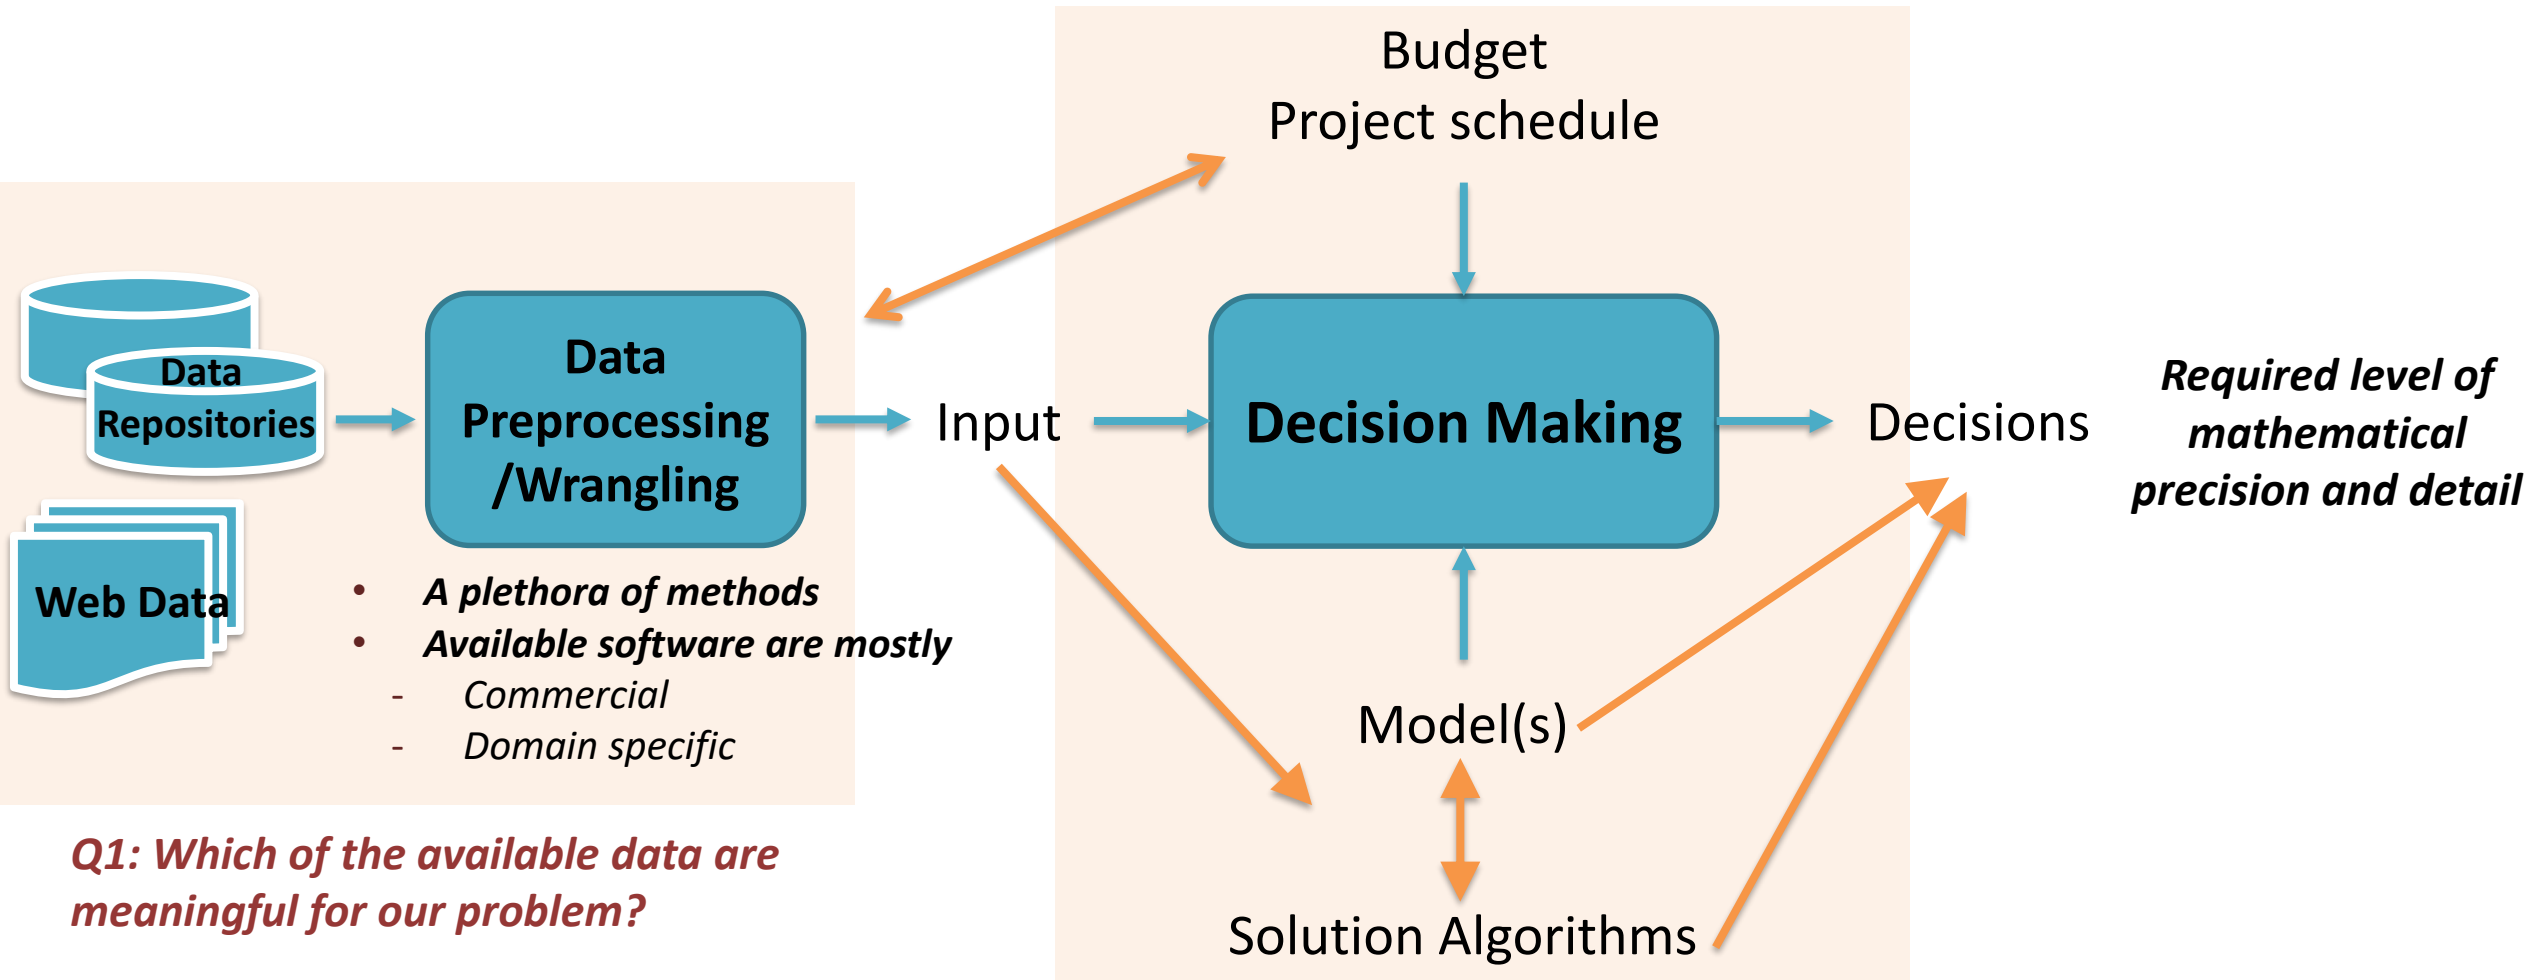 Budget
Project schedule
Data
Repositories
Web Data
Data
Preprocessing
/Wrangling
• A plethora of methods
• Available software are mostly
- Commercial
- Domain specific
Q1: Which of the available data are
meaningful for our problem?
Input
Decision Making
Model(s)
Solution Algorithms
Decisions
Required level of
mathematical
precision and detail